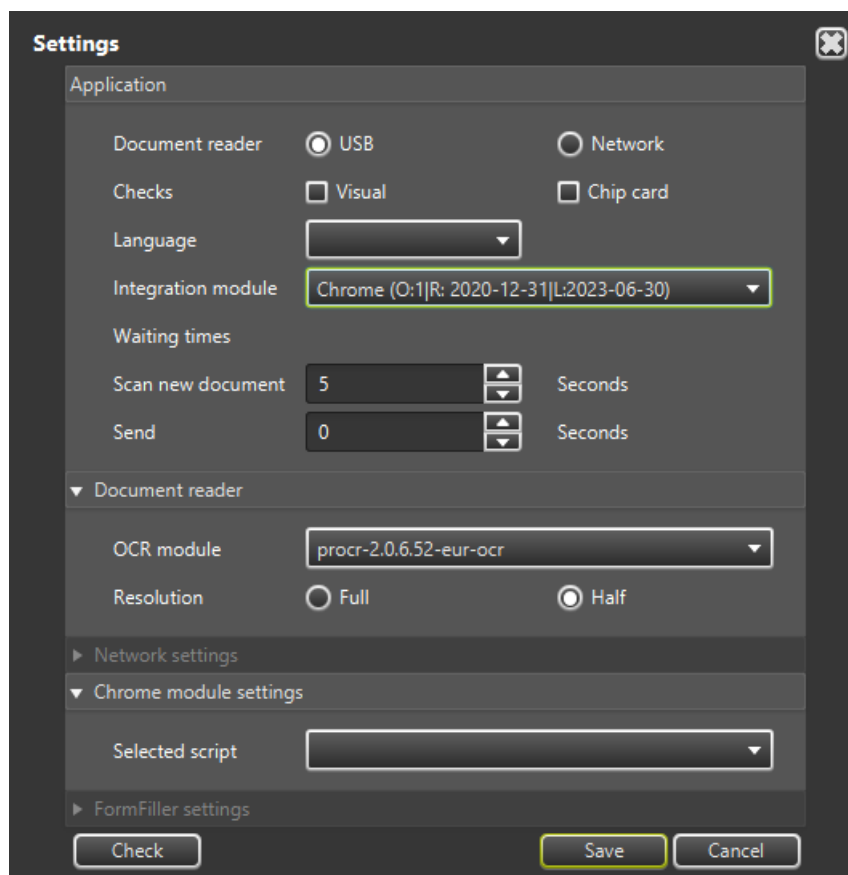 Settings
Application
Document reader USB Network
Checks Visual Chip card
Language
Integration module Chrome (O:1|R: 2020-12-31|L:2023-06-30)
Waiting times
Scan new document 5 Seconds
Send 0 Seconds
Document reader
OCR module procr-2.0.6.52-eur-ocr
Resolution Full Half
Network settings
Chrome module settings
Selected script
FormFiller settings
Check Save Cancel